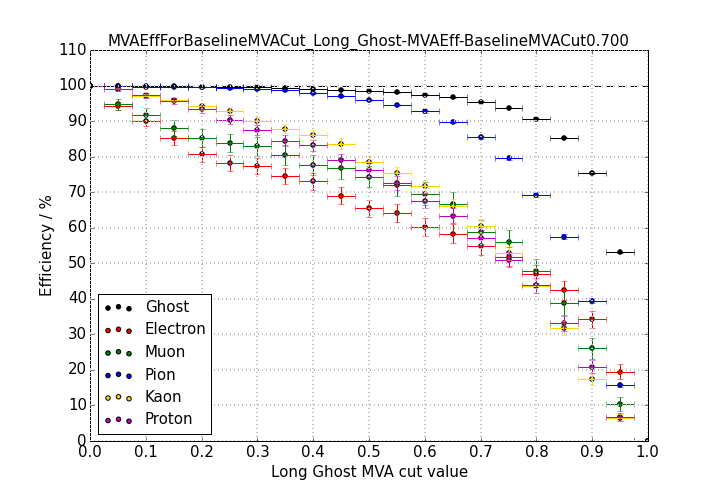 MVAEffForBaselineMVACut_Long_Ghost-MVAEff-BaselineMVACut0.700
110
100
90
80
70
60
50
40
30
20
10
0
Efficiency / %
Ghost
Electron
Muon
Pion
Kaon
Proton
0.0 0.1 0.2 0.3 0.4 0.5 0.6 0.7 0.8 0.9 1.0
Long Ghost MVA cut value